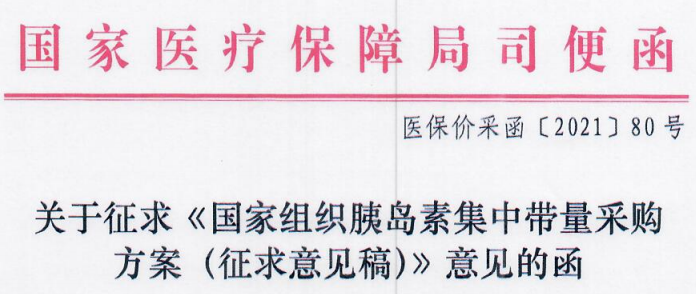 国家医疗保障局司便函
医保价采函〔2021〕80号
关于征求《国家组织胰岛素集中带量采购
方案（征求意见稿)》意见的函